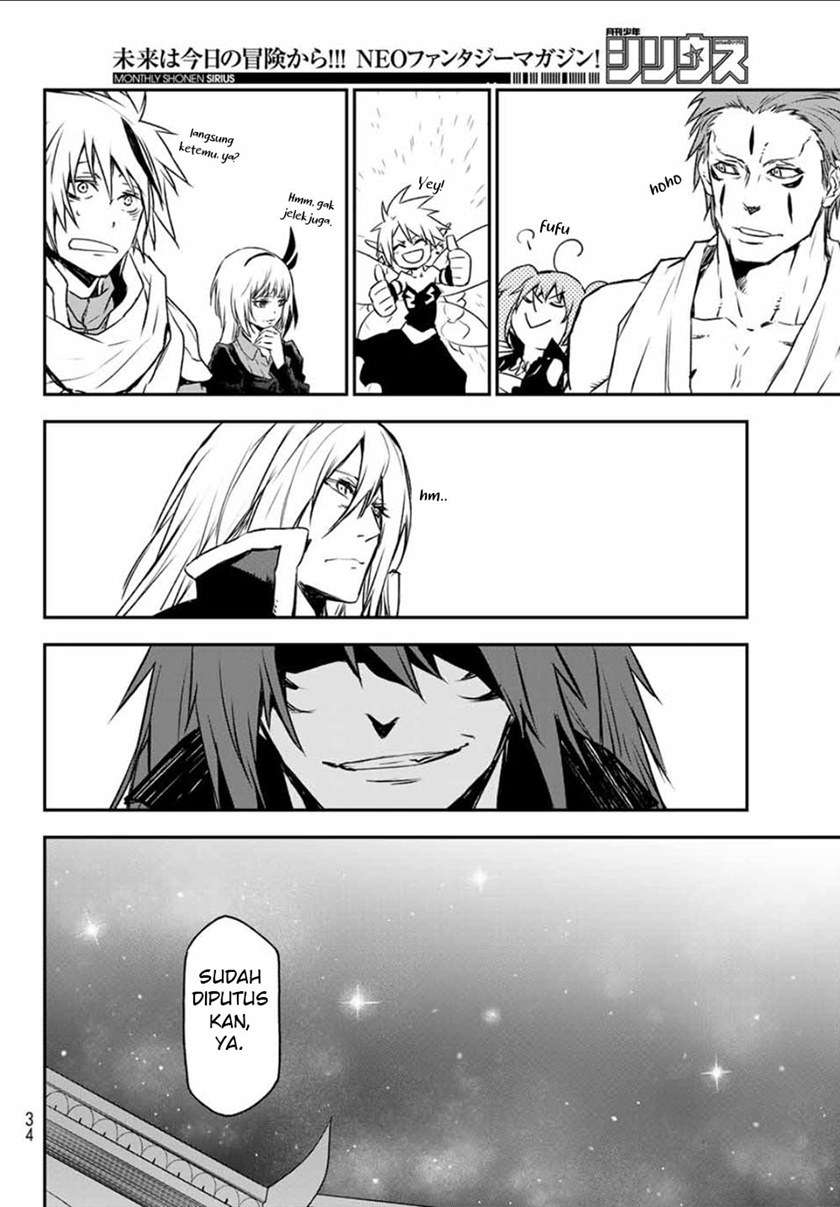 未来は今日の冒険から!!! NEOファンタジーマガジン!
月刊少年
シリウス
MONTHLY SHONEN SIRIUS
hoho
fufu
Yey!
langsung
ketemu, ya?
Hmm, gak
jelek juga.
hm..
SUDAH
DIPUTUS
KAN,
YA.
34